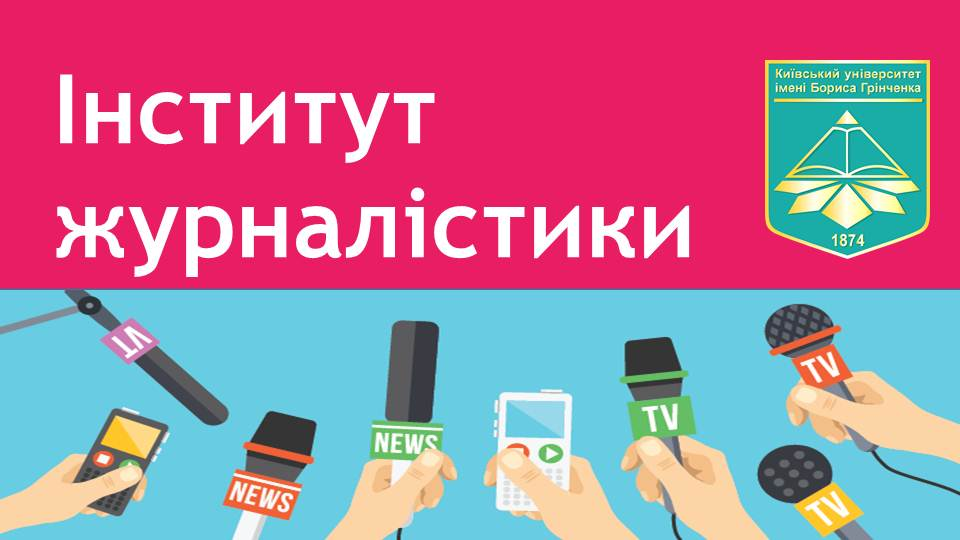 Інститут
журналістики
Київський університет
імені Бориса Грінченка
1874
TV
NEWS
NEWS
TV
TV
TV